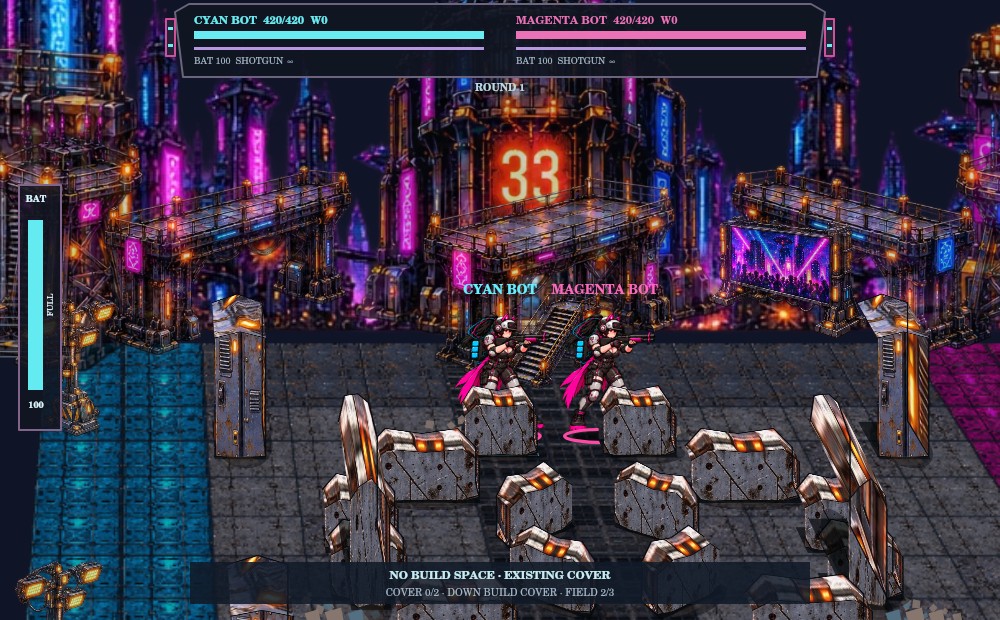 CYAN BOT 420/420 W0
MAGENTA BOT 420/420 W0
BAT 100 SHOTGUN ∞
BAT 100 SHOTGUN ∞
ROUND 1
33
BAT
FULL
100
CYAN BOT
MAGENTA BOT
NO BUILD SPACE · EXISTING COVER
COVER 0/2 · DOWN BUILD COVER · FIELD 2/3